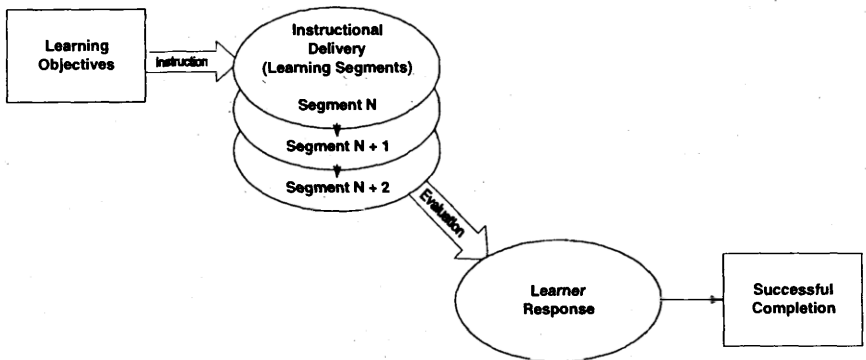 Learning
Objectives
Instruction
Instructional
Delivery
(Learning Segments)
Segment N
Segment N + 1
Segment N + 2
Evaluation
Learner
Response
Successful
Completion